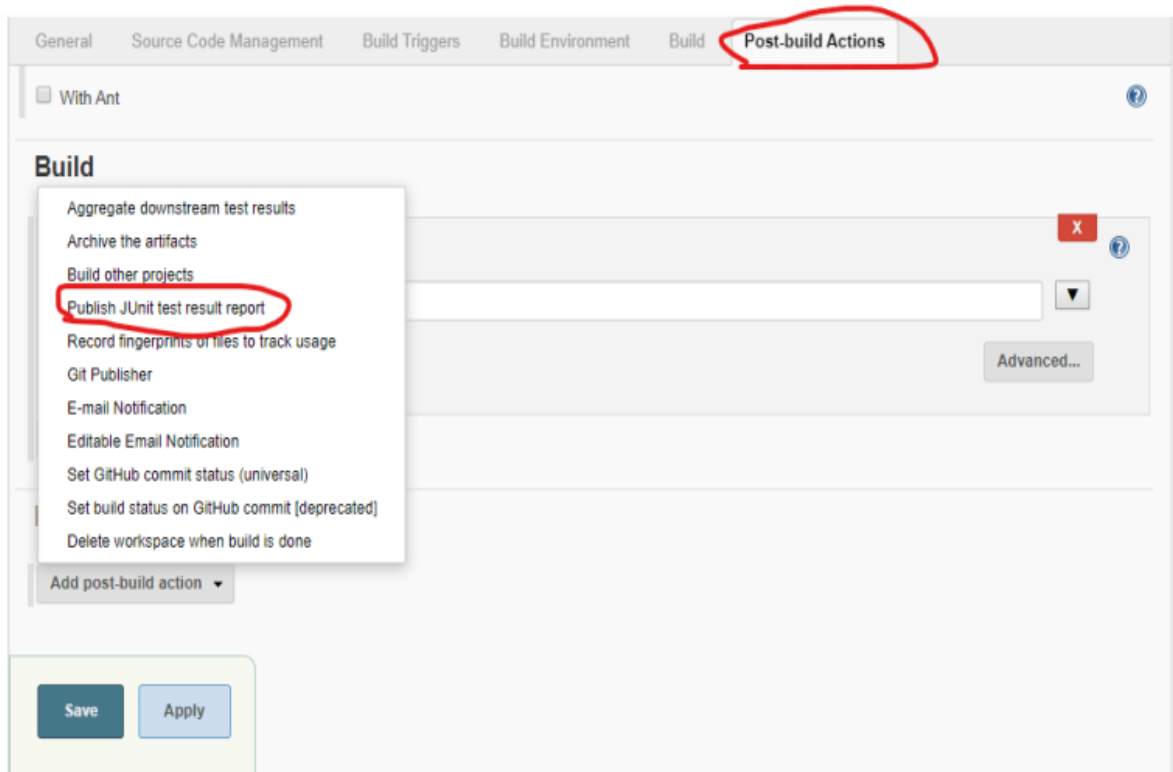 General Source Code Management Build Triggers Build Environment Build Post-build Actions
With Ant
Build
Aggregate downstream test results
Archive the artifacts
X
Build other projects
Publish JUnit test result report
Record fingerprints of files to track usage
Advanced...
Git Publisher
E-mail Notification
Editable Email Notification
Set GitHub commit status (universal)
Set build status on GitHub commit [deprecated]
Delete workspace when build is done
Add post-build action
Save Apply